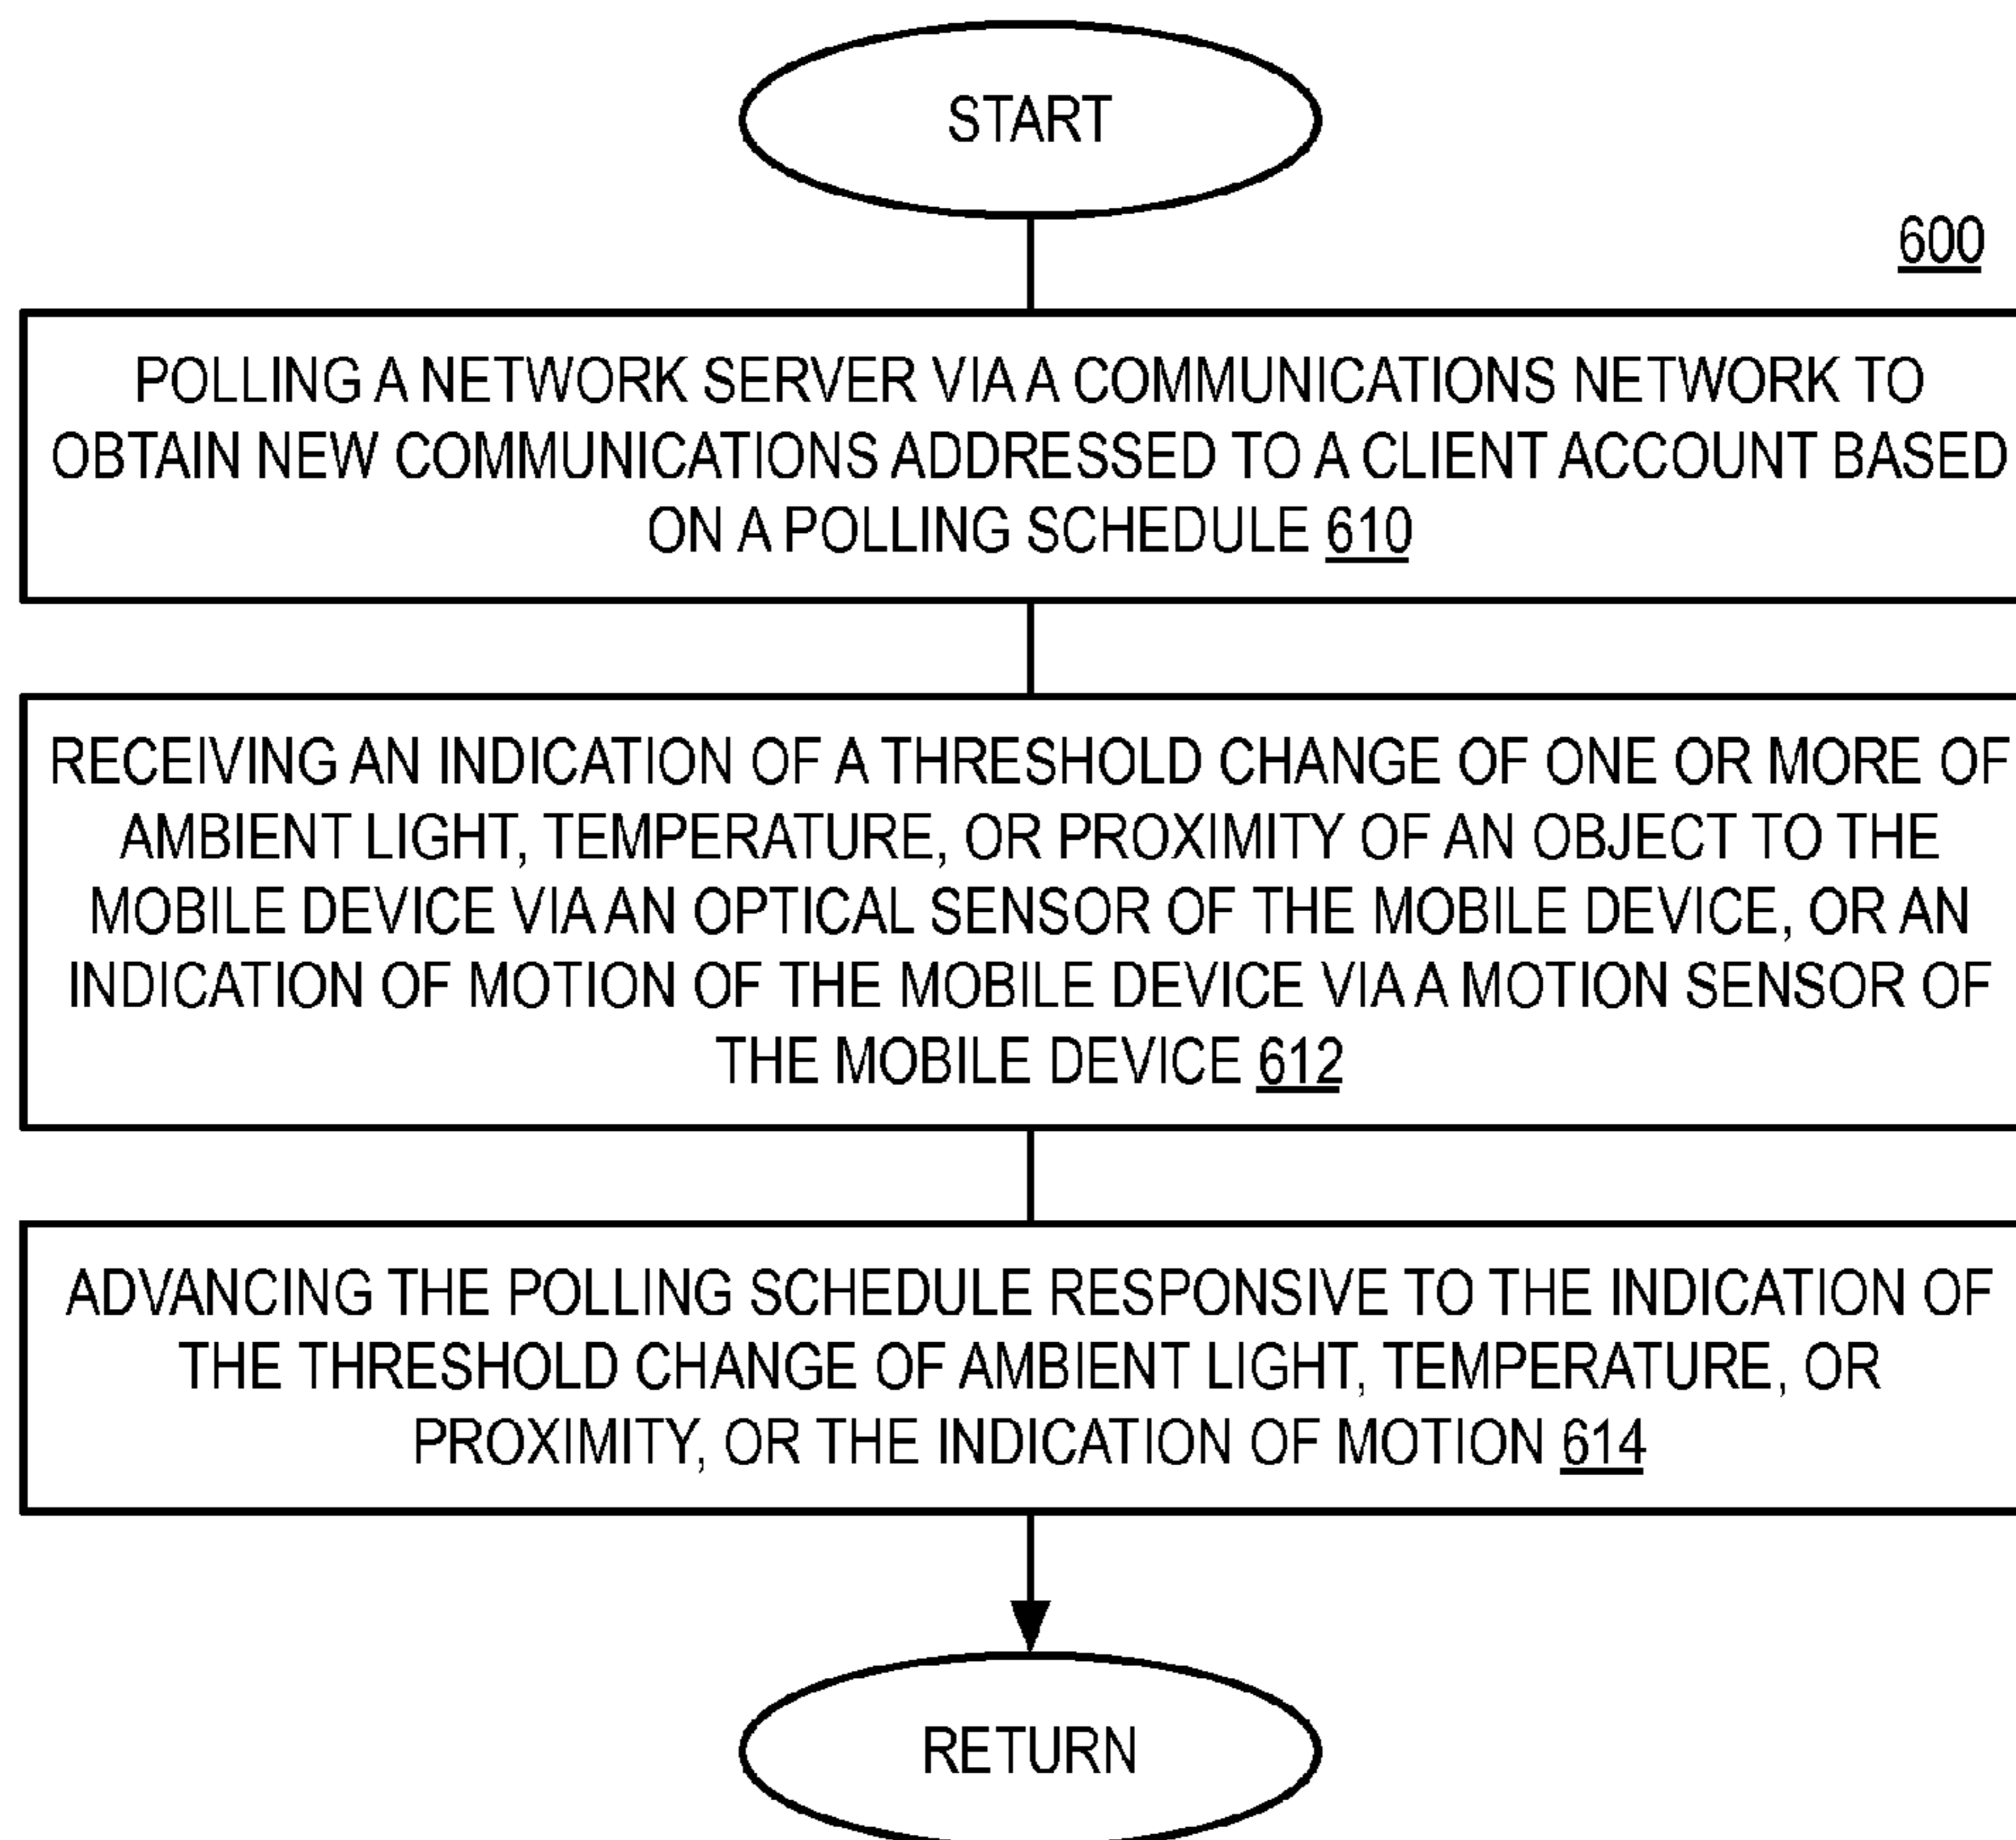 START
600
POLLING A NETWORK SERVER VIA A COMMUNICATIONS NETWORK TO
OBTAIN NEW COMMUNICATIONS ADDRESSED TO A CLIENT ACCOUNT BASED
ON A POLLING SCHEDULE 610
RECEIVING AN INDICATION OF A THRESHOLD CHANGE OF ONE OR MORE OF
AMBIENT LIGHT, TEMPERATURE, OR PROXIMITY OF AN OBJECT TO THE
MOBILE DEVICE VIA AN OPTICAL SENSOR OF THE MOBILE DEVICE, OR AN
INDICATION OF MOTION OF THE MOBILE DEVICE VIA A MOTION SENSOR OF
THE MOBILE DEVICE 612
ADVANCING THE POLLING SCHEDULE RESPONSIVE TO THE INDICATION OF
THE THRESHOLD CHANGE OF AMBIENT LIGHT, TEMPERATURE, OR
PROXIMITY, OR THE INDICATION OF MOTION 614
RETURN